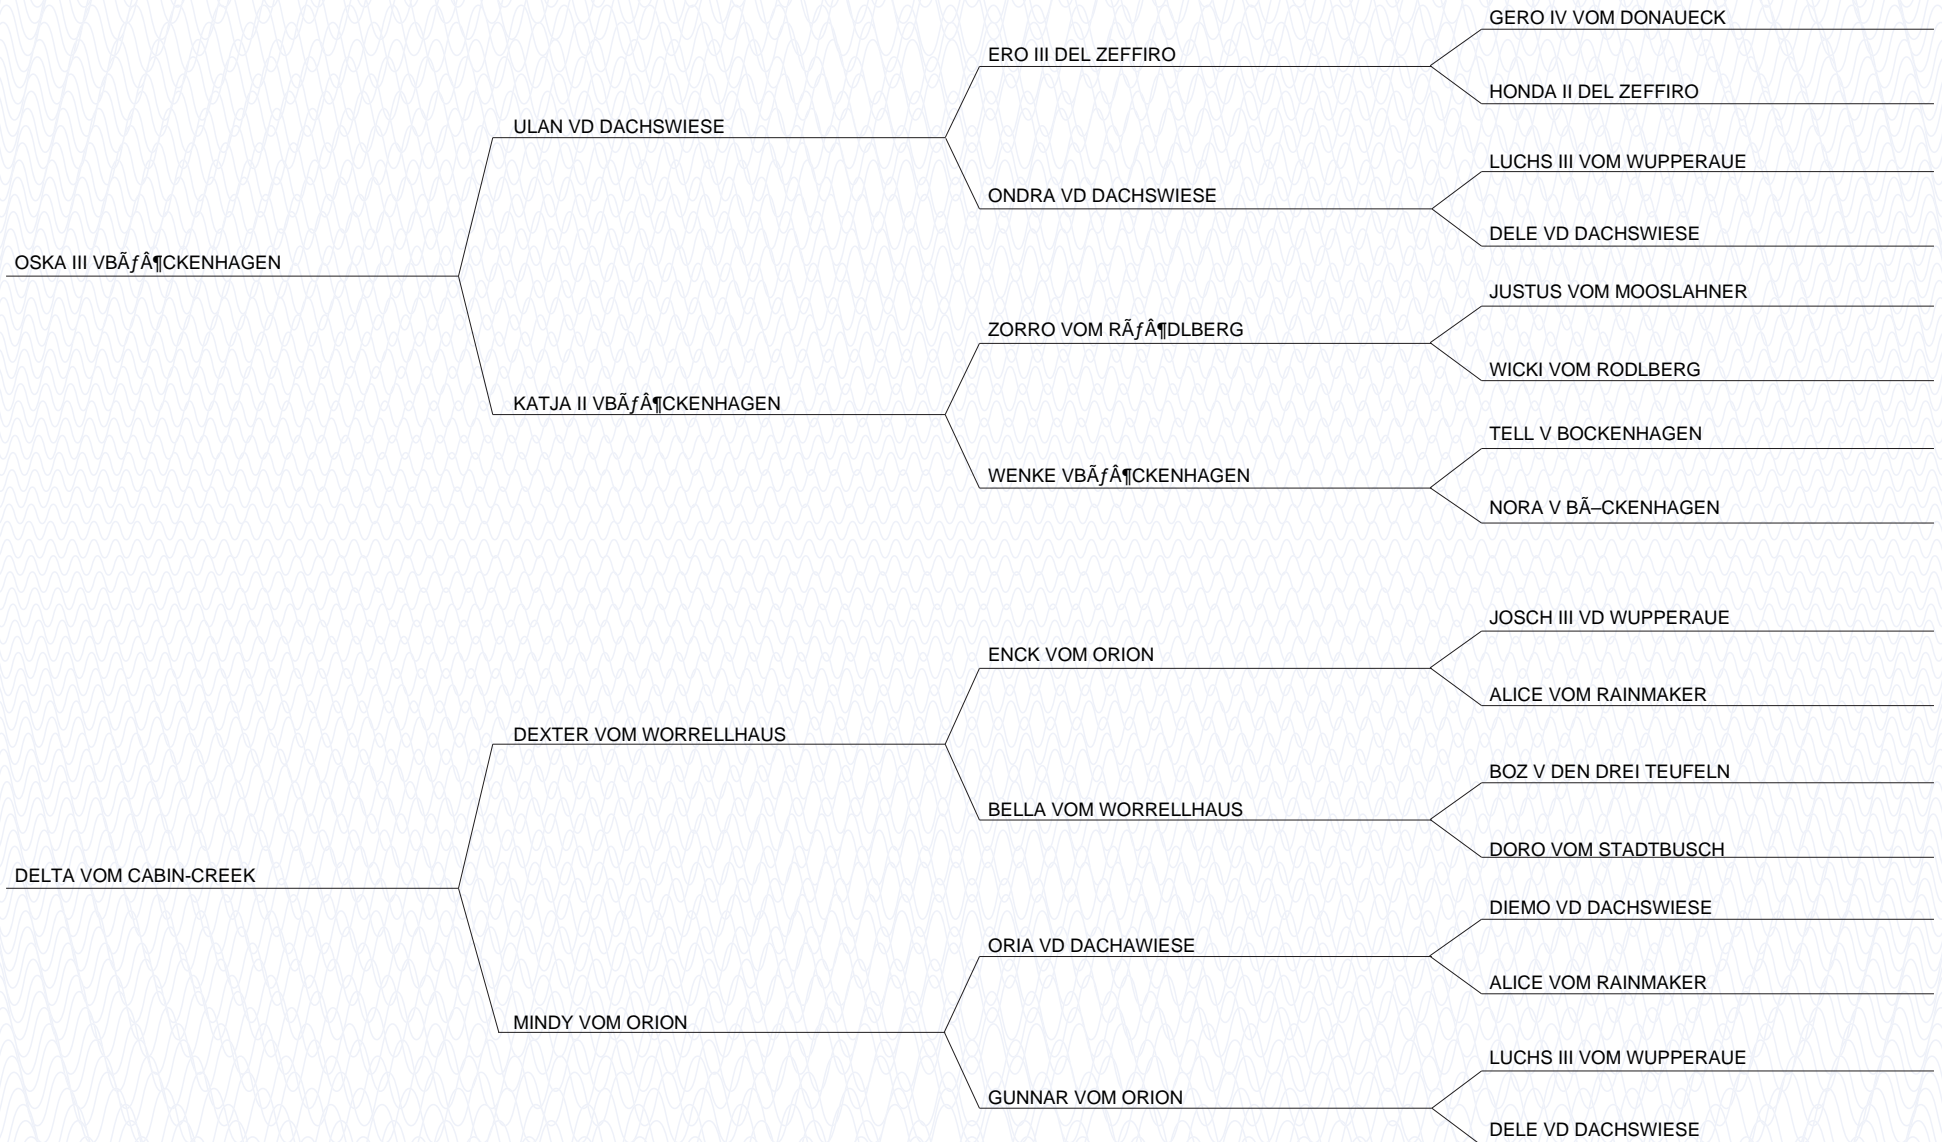 GERO IV VOM DONAUECK
ERO III DEL ZEFFIRO
HONDA II DEL ZEFFIRO
ULAN VD DACHSWIESE
LUCHS III VOM WUPPERAUE
ONDRA VD DACHSWIESE
DELE VD DACHSWIESE
OSKA III VBÃƒÂ¶CKENHAGEN
JUSTUS VOM MOOSLAHNER
ZORRO VOM RÃƒÂ¶DLBERG
WICKI VOM RODLBERG
KATJA II VBÃƒÂ¶CKENHAGEN
TELL V BOCKENHAGEN
WENKE VBÃƒÂ¶CKENHAGEN
NORA V BÃ–CKENHAGEN
JOSCH III VD WUPPERAUE
ENCK VOM ORION
ALICE VOM RAINMAKER
DEXTER VOM WORRELLHAUS
BOZ V DEN DREI TEUFELN
BELLA VOM WORRELLHAUS
DORO VOM STADTBUSCH
DELTA VOM CABIN-CREEK
DIEMO VD DACHSWIESE
ORIA VD DACHAWIESE
ALICE VOM RAINMAKER
MINDY VOM ORION
LUCHS III VOM WUPPERAUE
GUNNAR VOM ORION
DELE VD DACHSWIESE